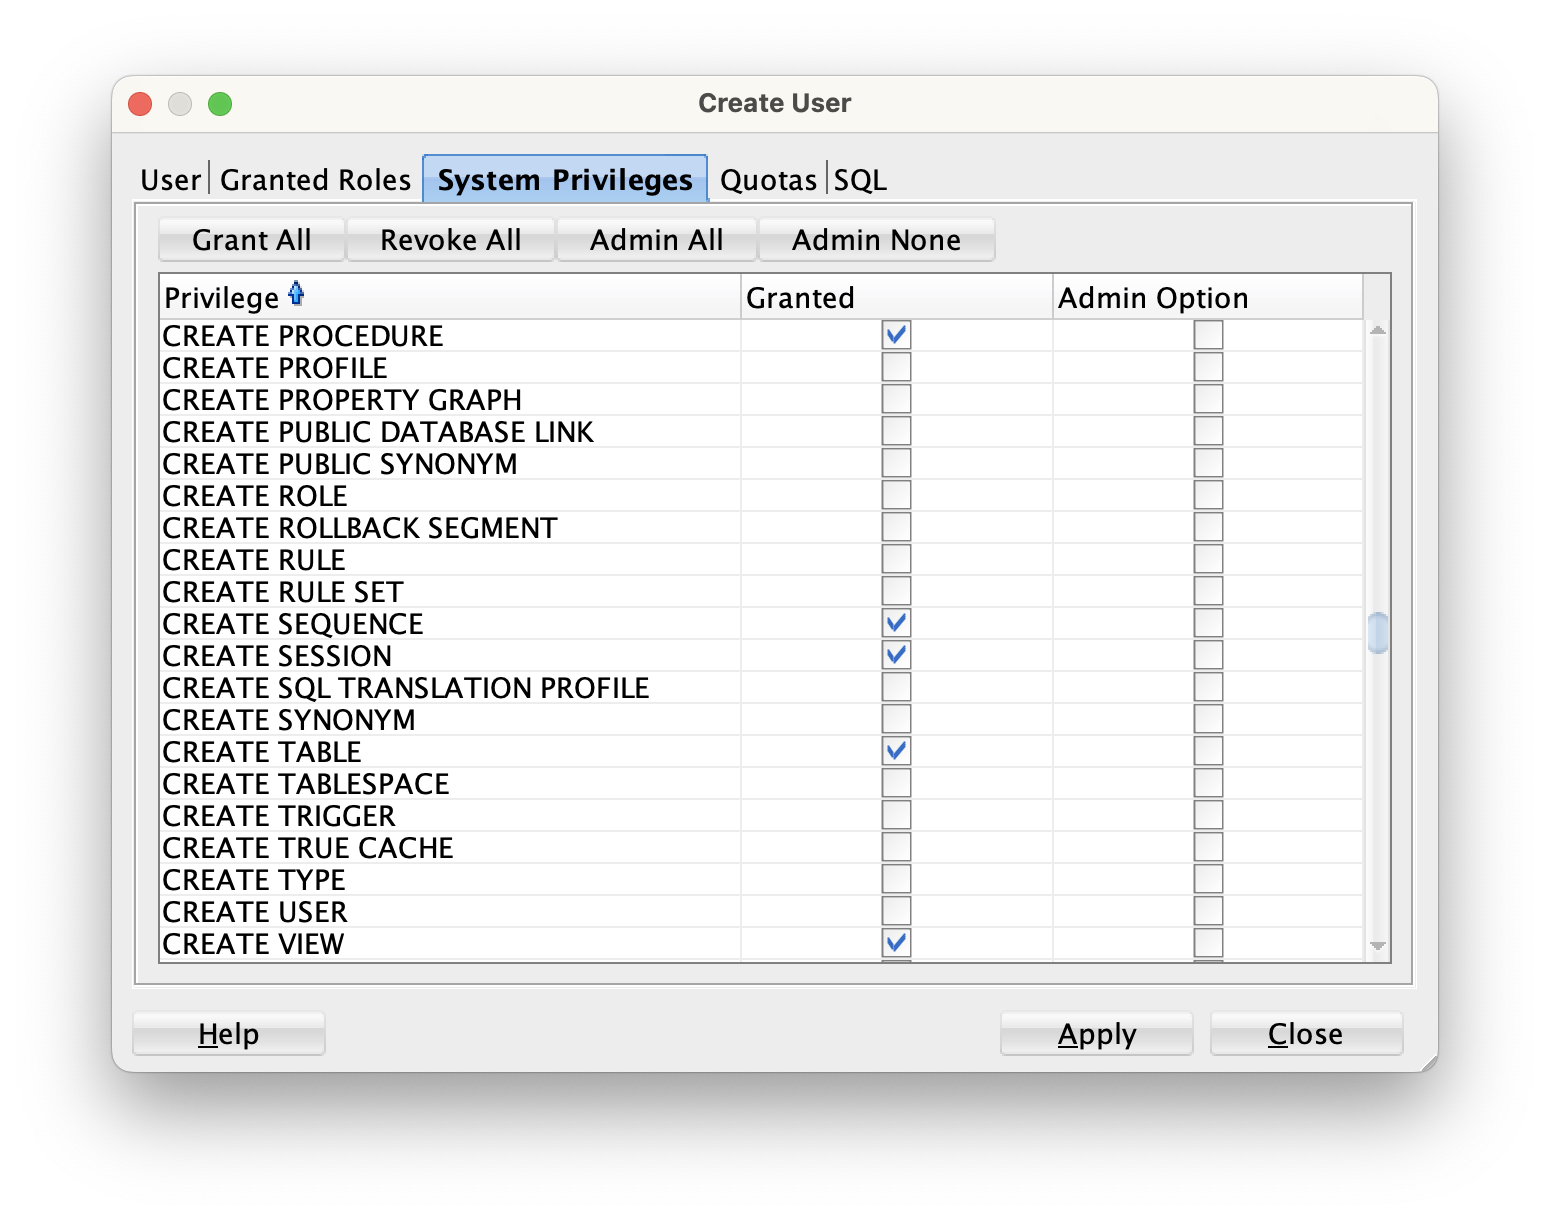 Create User
User Granted Roles System Privileges Quotas SQL
Grant All Revoke All Admin All Admin None
Privilege Granted Admin Option
CREATE PROCEDURE
CREATE PROFILE
CREATE PROPERTY GRAPH
CREATE PUBLIC DATABASE LINK
CREATE PUBLIC SYNONYM
CREATE ROLE
CREATE ROLLBACK SEGMENT
CREATE RULE
CREATE RULE SET
CREATE SEQUENCE
CREATE SESSION
CREATE SQL TRANSLATION PROFILE
CREATE SYNONYM
CREATE TABLE
CREATE TABLESPACE
CREATE TRIGGER
CREATE TRUE CACHE
CREATE TYPE
CREATE USER
CREATE VIEW
Help Apply Close